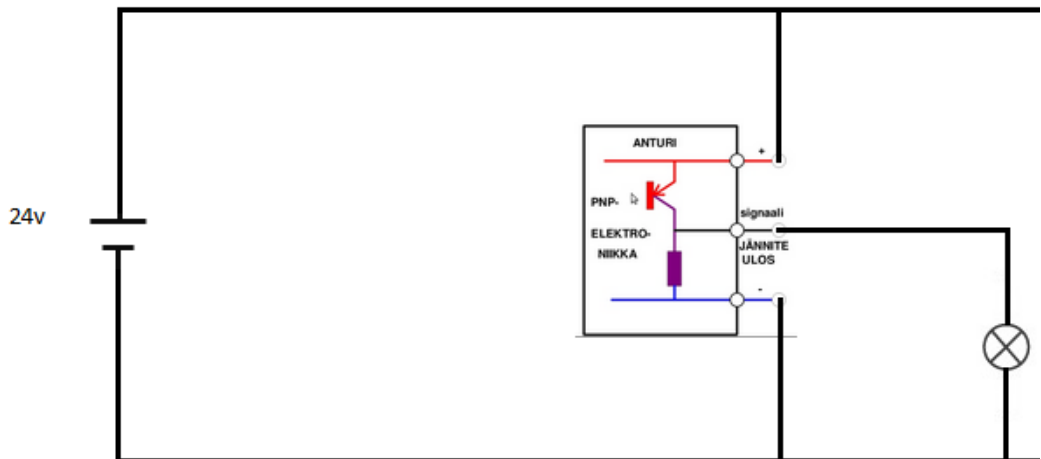 ANTURI
+
24v
PNP-
signaali
ELEKTRO-
JÄNNITE
NIIKKA
ULOS
-